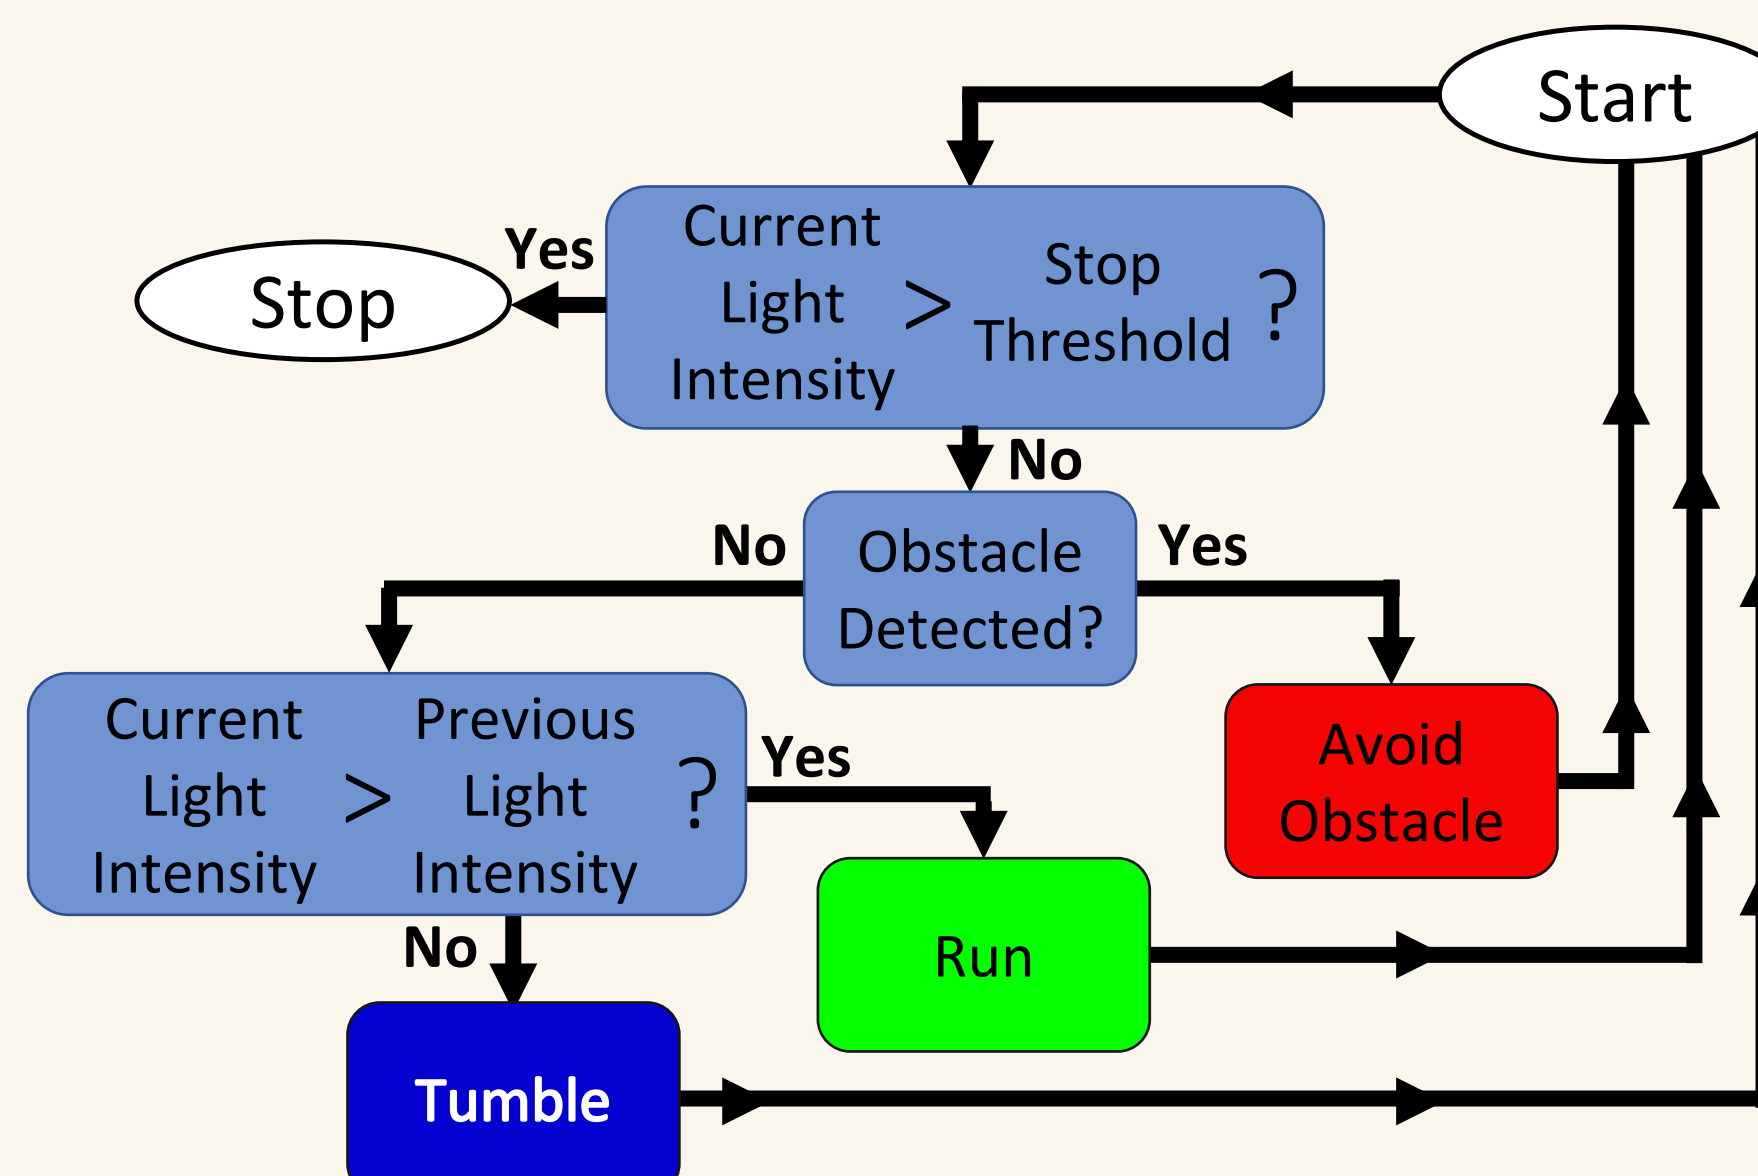 Start
Current
Light
Intensity
>
Stop
Threshold
?
Yes
Stop
No
Obstacle
Detected?
No
Yes
Current
Light
Intensity
>
Previous
Light
Intensity
?
Yes
Avoid
Obstacle
Run
No
Tumble